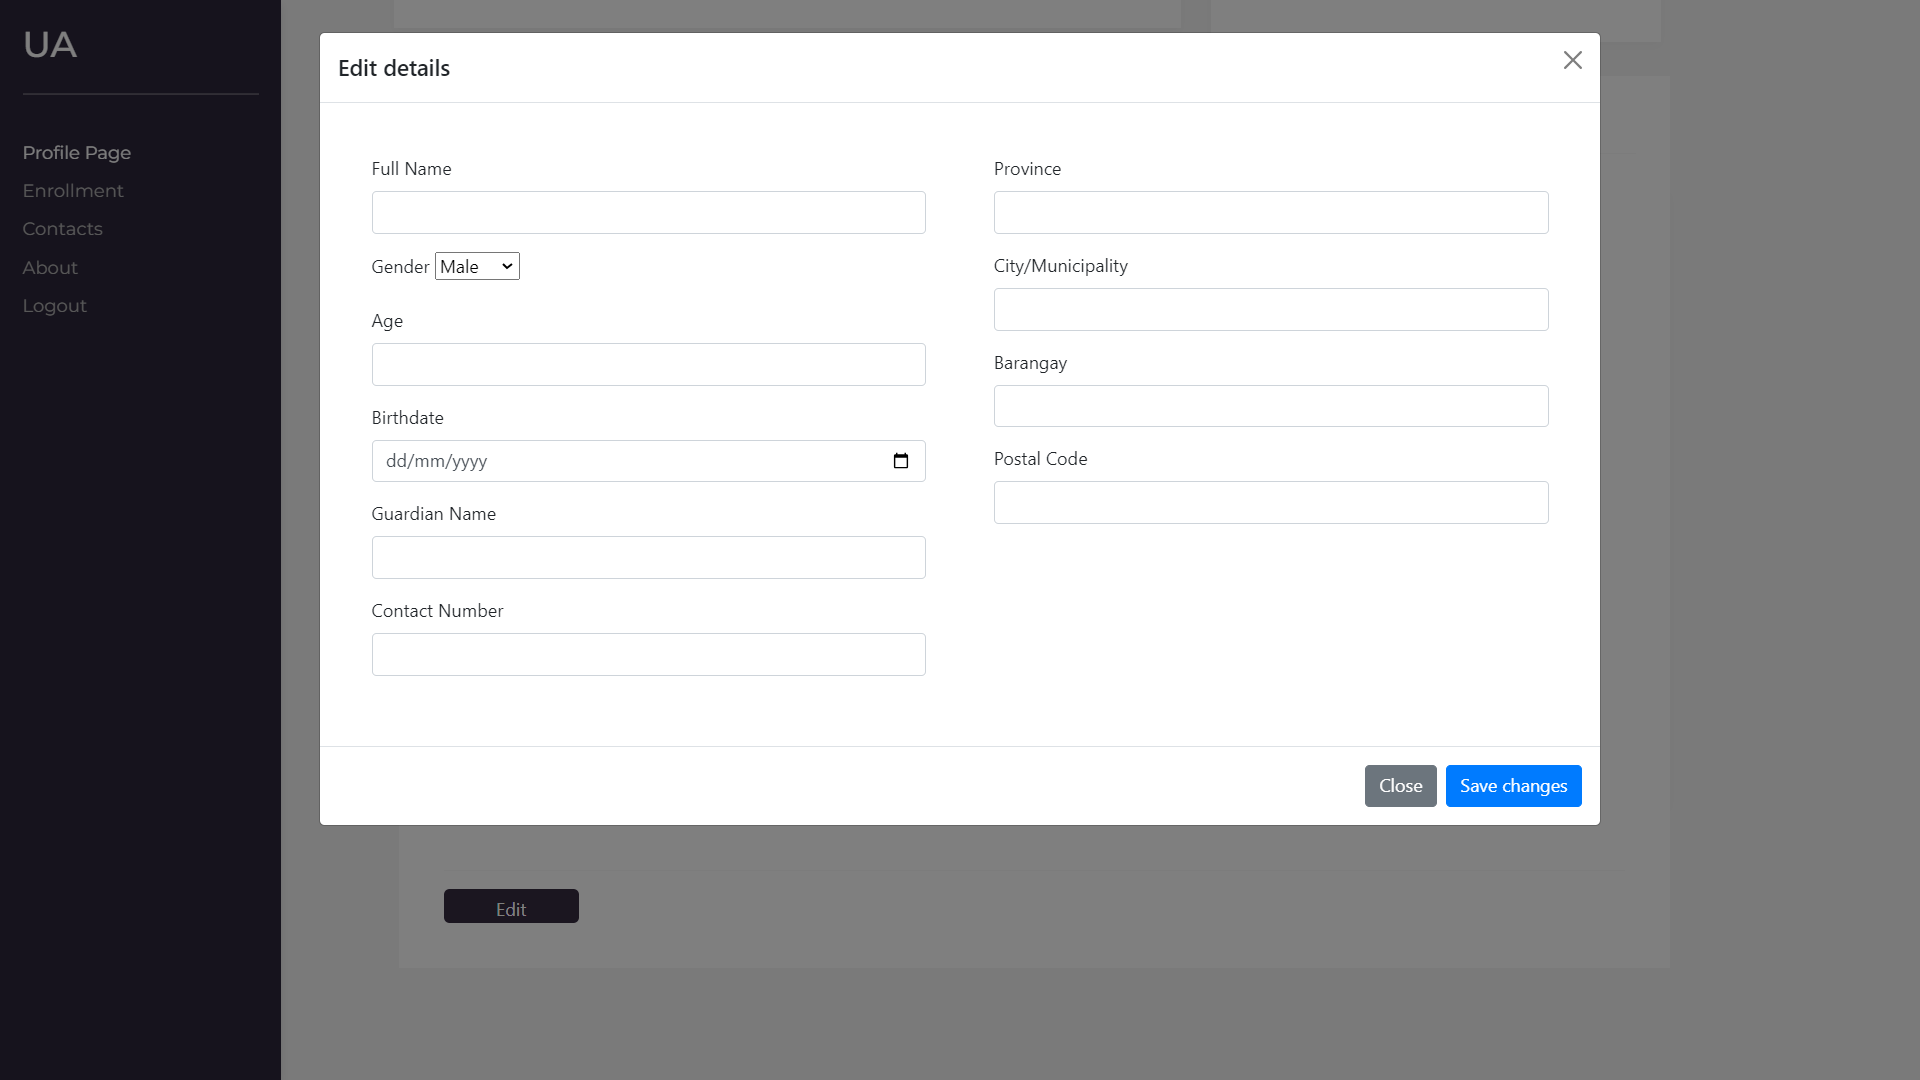 UA
Profile Page
Enrollment
Contacts
About
Logout
Edit details
Full Name
Gender Male
Age
Birthdate
dd/mm/yyyy
Guardian Name
Contact Number
Province
City/Municipality
Barangay
Postal Code
Close Save changes
Edit